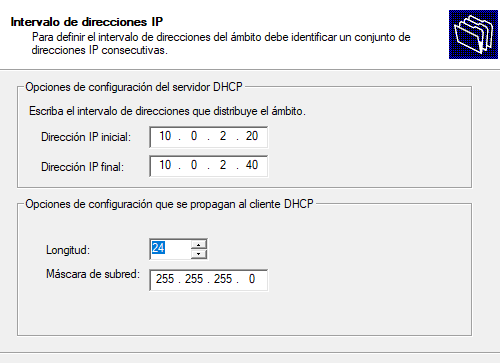 Intervalo de direcciones IP
Para definir el intervalo de direcciones del ámbito debe identificar un conjunto de
direcciones IP consecutivas.
Opciones de configuración del servidor DHCP
Escriba el intervalo de direcciones que distribuye el ámbito.
Dirección IP inicial: 10 . 0 . 2 . 20
Dirección IP final: 10 . 0 . 2 . 40
Opciones de configuración que se propagan al cliente DHCP
Longitud: 24
Máscara de subred: 255 . 255 . 255 . 0